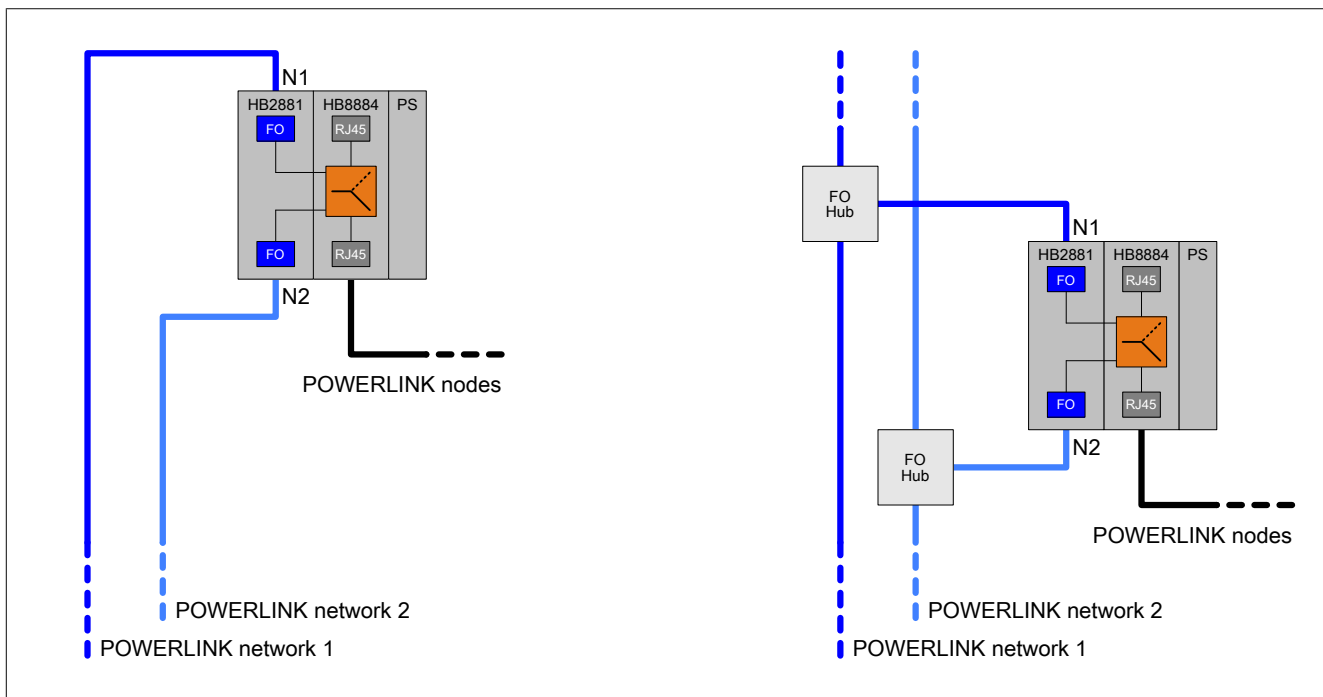 N1
HB2881 HB8884 PS
FO RJ45
FO RJ45
N2
POWERLINK nodes
POWERLINK network 2
POWERLINK network 1
FO
Hub
N1
HB2881 HB8884 PS
FO RJ45
FO RJ45
N2
FO
Hub
POWERLINK nodes
POWERLINK network 2
POWERLINK network 1